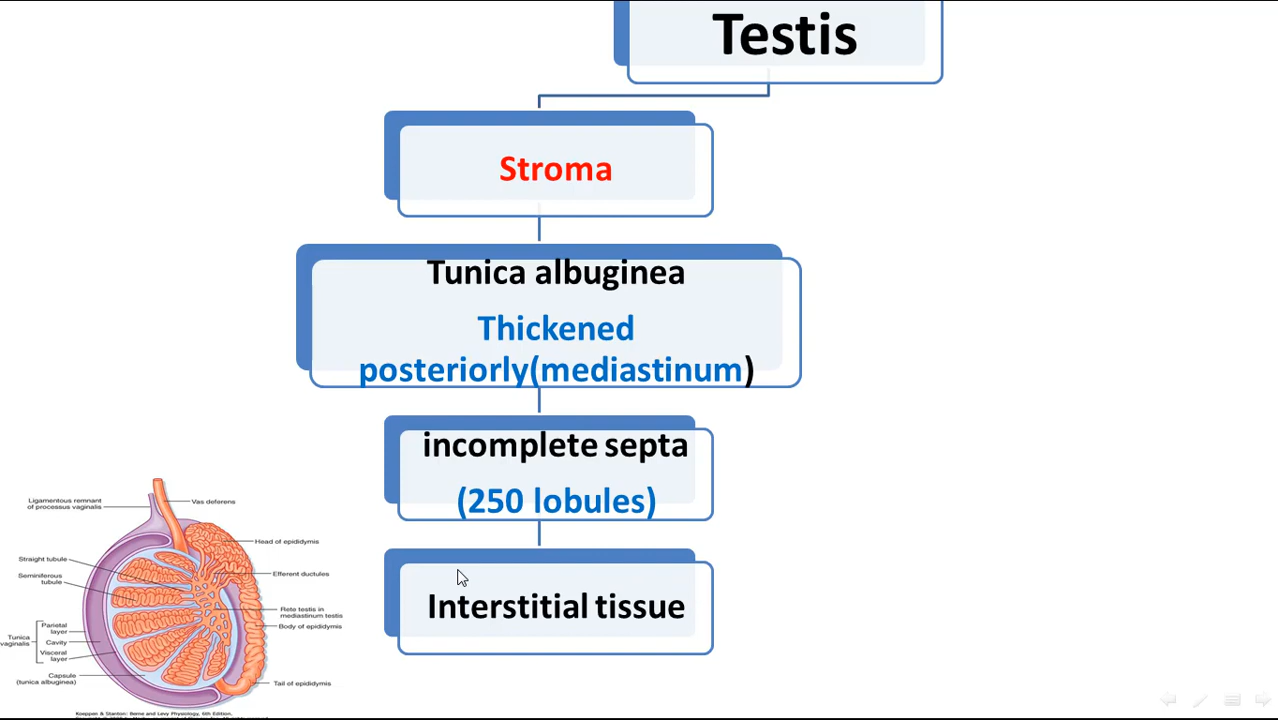 Testis
Stroma
Tunica albuginea
Thickened
posteriorly(mediastinum)
incomplete septa
(250 lobules)
Interstitial tissue
Ligamentous remnant
of processus vaginalis
Vas deferens
Head of epididymis
Straight tubule
Efferent ductules
Seminiferous
tubule
Rete testis in
mediastinum testis
Body of epididymis
Tunica
vaginalis
Parietal
layer
Cavity
Visceral
layer
Capsule
(tunica albuginea)
Tail of epididymis
Koeppen & Stanton: Berne and Levy Physiology, 6th Edition.